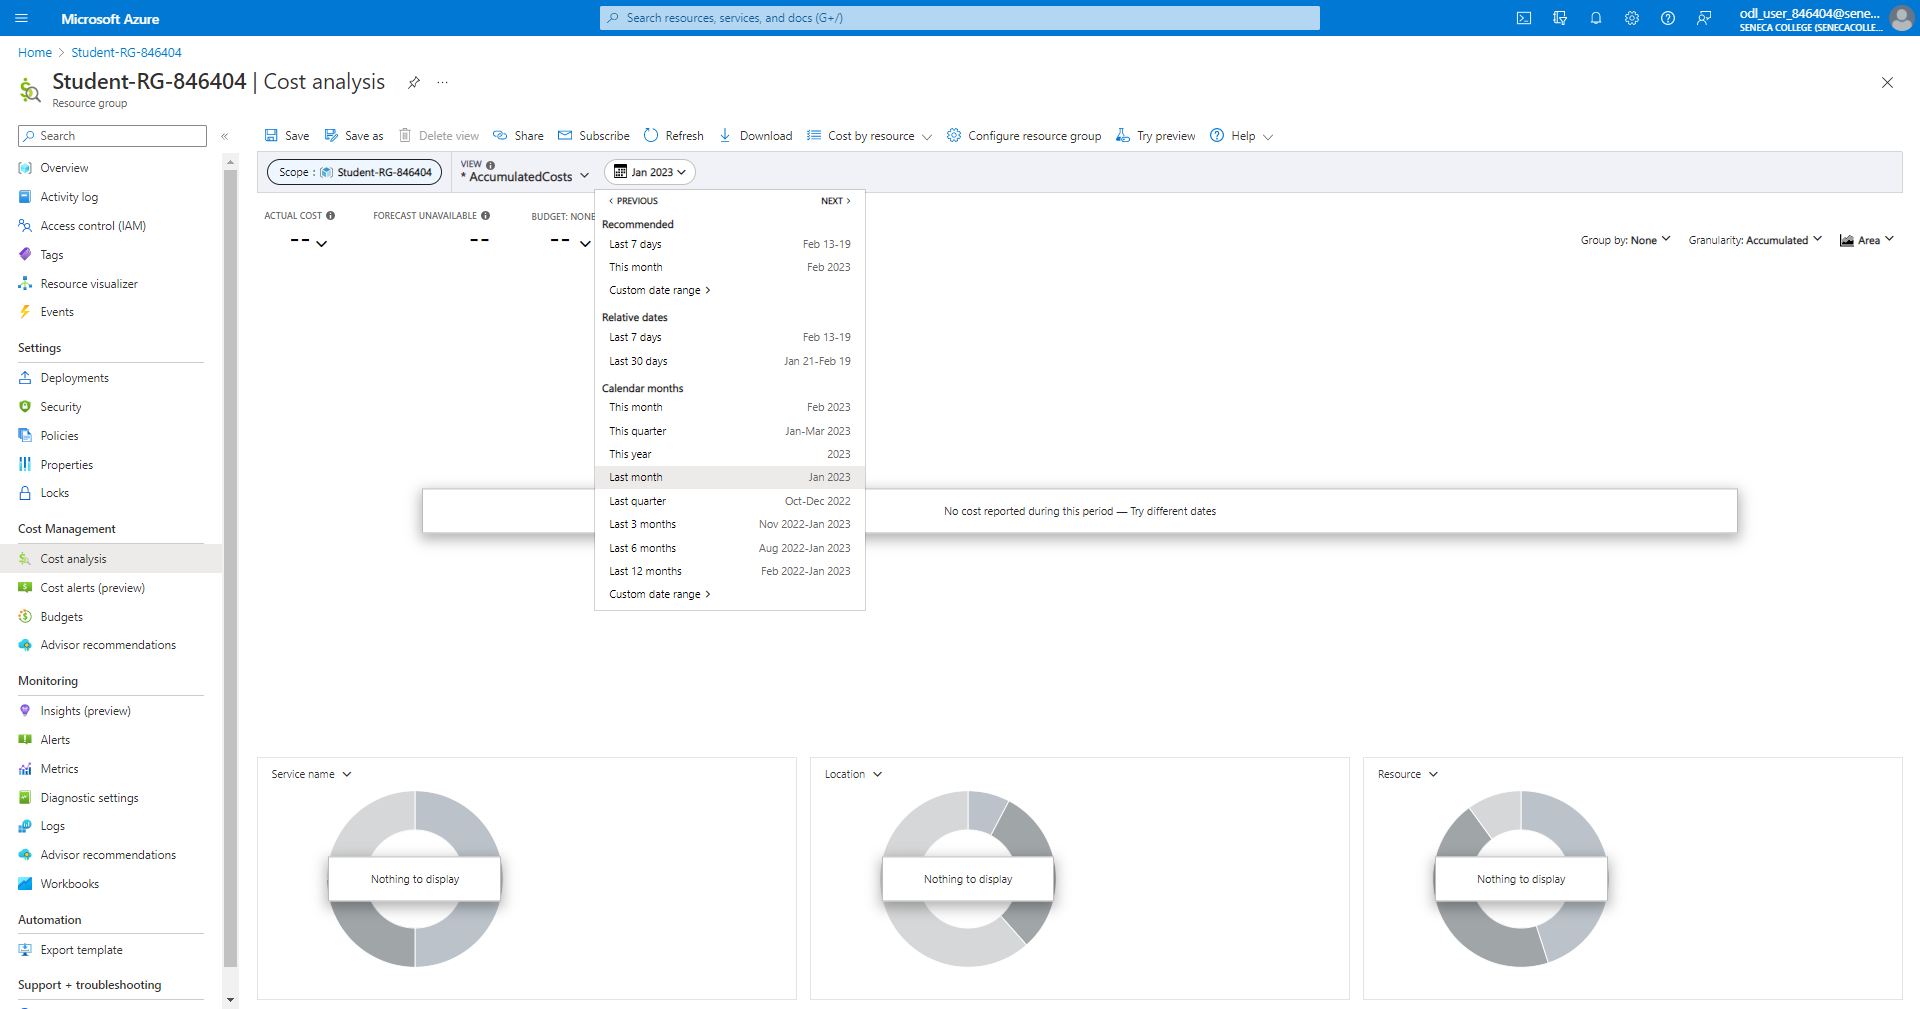 Microsoft Azure
Search resources, services, and docs (G+/)
odl_user_846404@sene...
SENECA COLLEGE (SENECACOLLE...
Home > Student-RG-846404
Student-RG-846404 | Cost analysis
...
Resource group
Search
Overview
Activity log
Access control (IAM)
Tags
Resource visualizer
Events
Settings
Deployments
Security
Policies
Properties
Locks
Cost Management
Cost analysis
Cost alerts (preview)
Budgets
Advisor recommendations
Monitoring
Insights (preview)
Alerts
Metrics
Diagnostic settings
Logs
Advisor recommendations
Workbooks
Automation
Export template
Support + troubleshooting
Save Save as Delete view Share Subscribe Refresh Download Cost by resource Configure resource group Try preview Help
Scope : Student-RG-846404
VIEW
* AccumulatedCosts
Jan 2023
ACTUAL COST
--
FORECAST UNAVAILABLE
--
BUDGET: NONE
--
Group by: None Granularity: Accumulated Area
< PREVIOUS NEXT >
Recommended
Last 7 days Feb 13-19
This month Feb 2023
Custom date range >
Relative dates
Last 7 days Feb 13-19
Last 30 days Jan 21-Feb 19
Calendar months
This month Feb 2023
This quarter Jan-Mar 2023
This year 2023
Last month Jan 2023
Last quarter Oct-Dec 2022
Last 3 months Nov 2022-Jan 2023
Last 6 months Aug 2022-Jan 2023
Last 12 months Feb 2022-Jan 2023
Custom date range >
No cost reported during this period — Try different dates
Service name
Nothing to display
Location
Nothing to display
Resource
Nothing to display